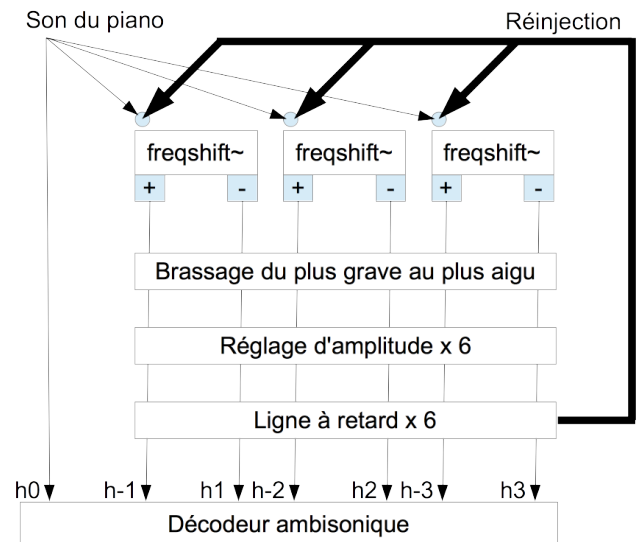 Son du piano Réinjection
freqshift~ freqshift~ freqshift~
+ - + - + -
Brassage du plus grave au plus aigu
Réglage d'amplitude x 6
Ligne à retard x 6
h0 h-1 h1 h-2 h2 h-3 h3
Décodeur ambisonique